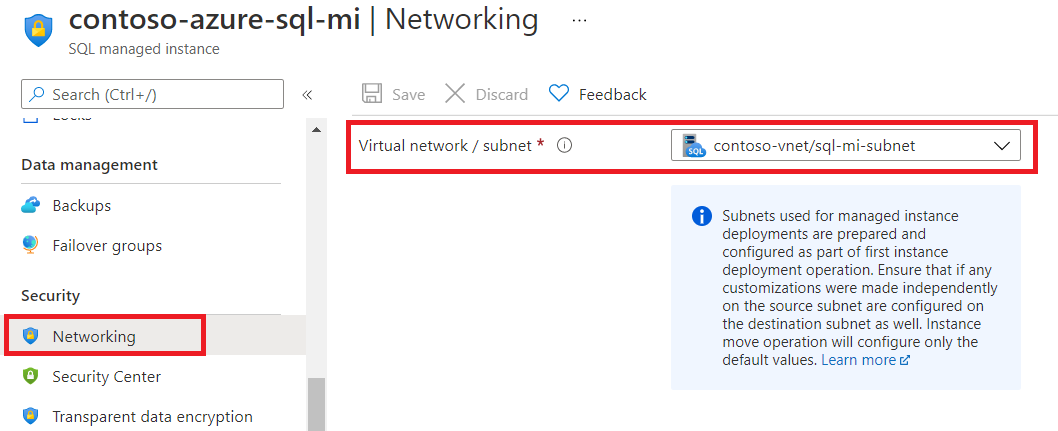 contoso-azure-sql-mi | Networking ...
SQL managed instance
Search (Ctrl+/)
«
Save
Discard
Feedback
Locks
Data management
Backups
Failover groups
Security
Networking
Security Center
Transparent data encryption
Virtual network / subnet *
SQL
contoso-vnet/sql-mi-subnet
Subnets used for managed instance
deployments are prepared and
configured as part of first instance
deployment operation. Ensure that if any
customizations were made independently
on the source subnet are configured on
the destination subnet as well. Instance
move operation will configure only the
default values. Learn more